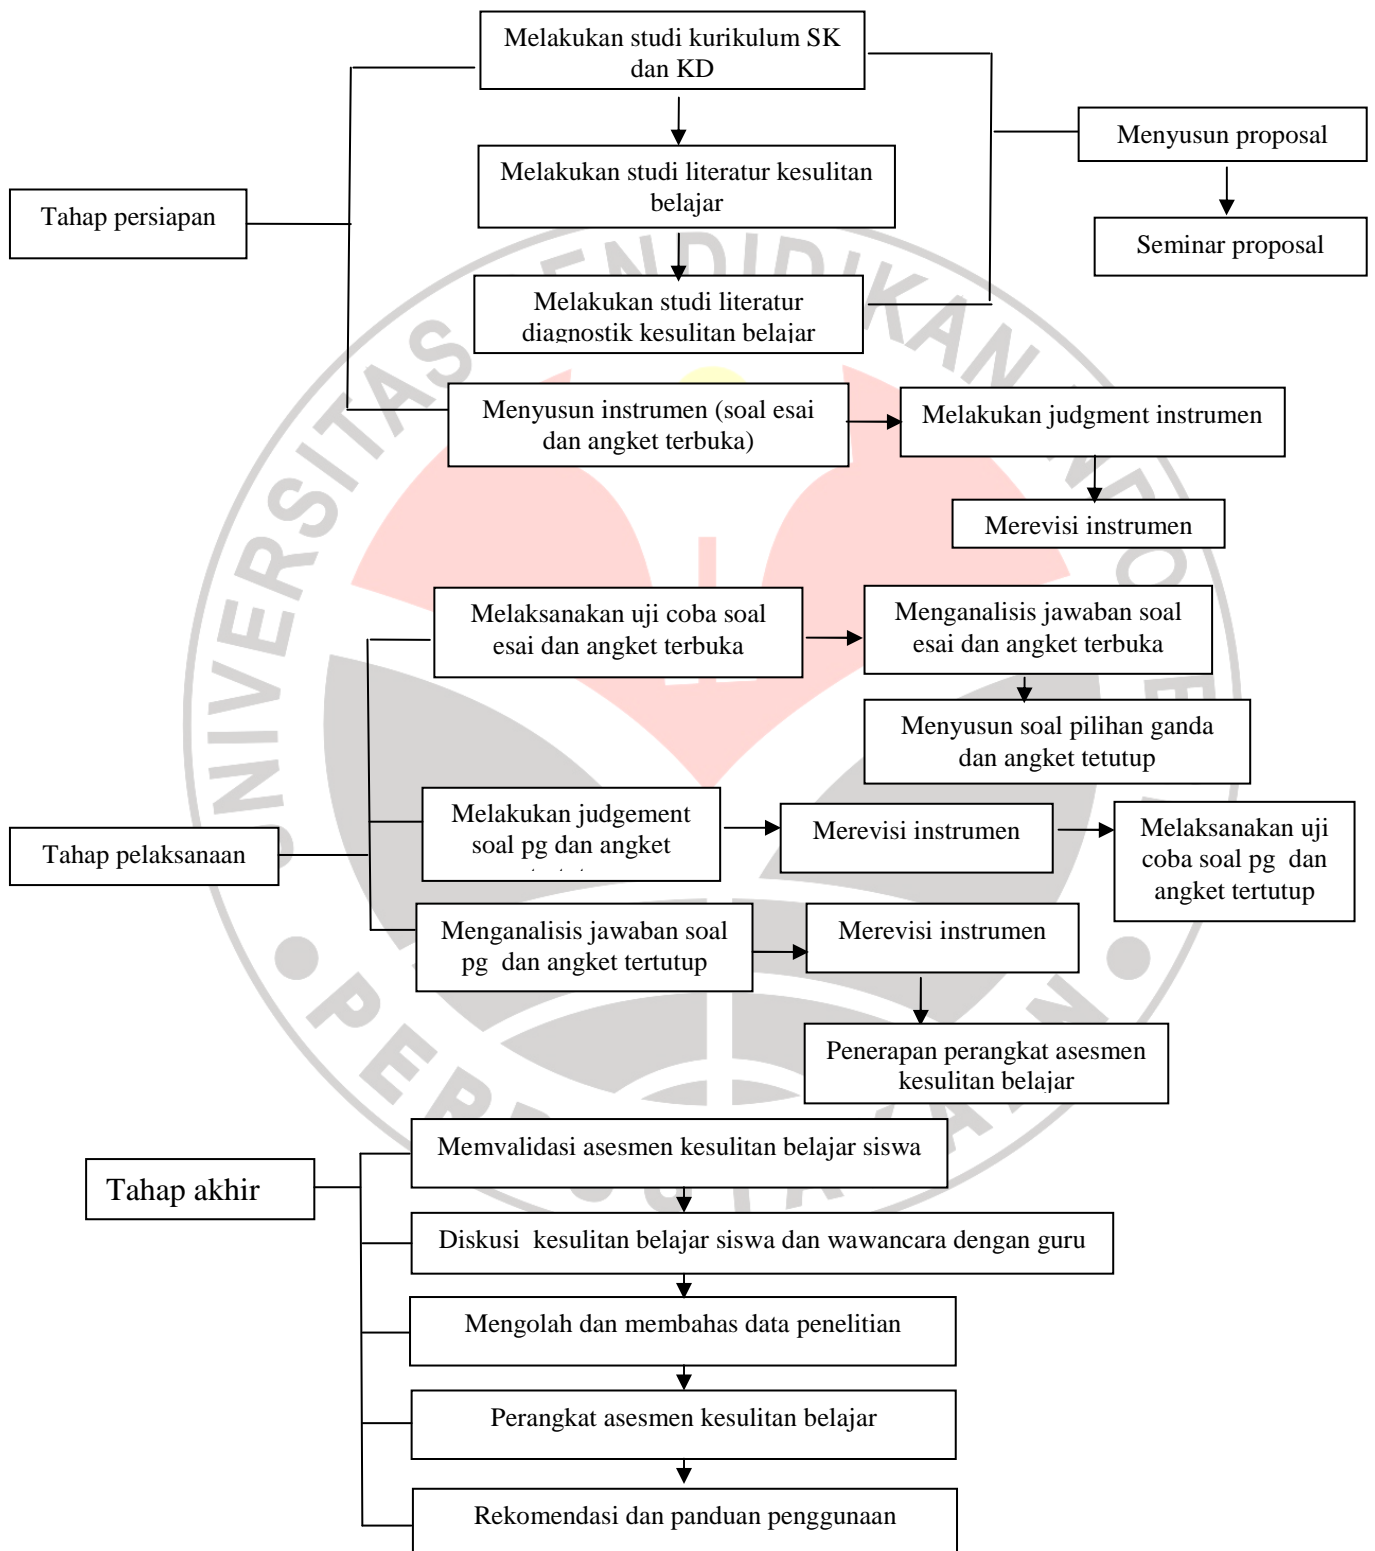 Melakukan studi kurikulum SK
dan KD
Menyusun proposal
Melakukan studi literatur kesulitan
belajar
Tahap persiapan
Seminar proposal
Melakukan studi literatur
diagnostik kesulitan belajar
Menyusun instrumen (soal esai
dan angket terbuka)
Melakukan judgment instrumen
Merevisi instrumen
Melaksanakan uji coba soal
esai dan angket terbuka
Menganalisis jawaban soal
esai dan angket terbuka
Menyusun soal pilihan ganda
dan angket tetutup
Tahap pelaksanaan
Melakukan judgement
soal pg dan angket
Merevisi instrumen
Melaksanakan uji
coba soal pg dan
angket tertutup
Menganalisis jawaban soal
pg dan angket tertutup
Merevisi instrumen
Penerapan perangkat asesmen
kesulitan belajar
Tahap akhir
Memvalidasi asesmen kesulitan belajar siswa
Diskusi kesulitan belajar siswa dan wawancara dengan guru
Mengolah dan membahas data penelitian
Perangkat asesmen kesulitan belajar
Rekomendasi dan panduan penggunaan
UNIVERSITAS PENDIDIKAN INDONESIA
PERPUSTAKAAN